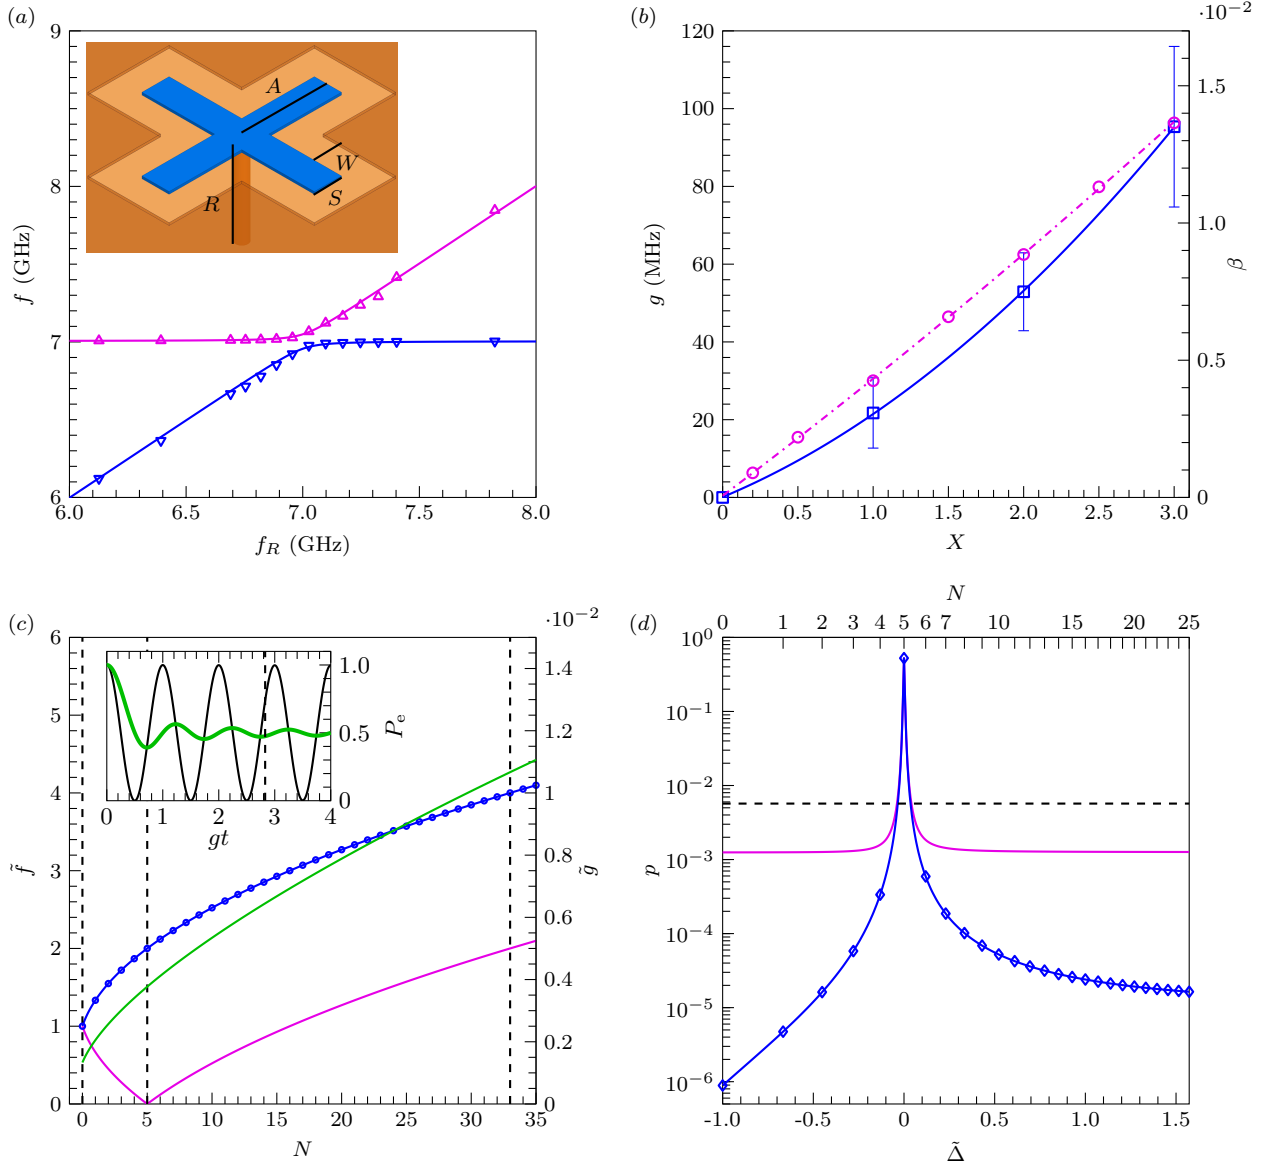 (a)
9
8
7
6
f (GHz)
A
W
S
R
6.0 6.5 7.0 7.5 8.0
f_R (GHz)
(b)
·10⁻²
120
100
80
60
40
20
0
g (MHz)
1.5
1
0.5
0
β
0 0.5 1.0 1.5 2.0 2.5 3.0
X
(c)
·10⁻²
6
5
4
3
2
1
0
f̃
1.0
0.5
0
P_e
0 1 2 3 4
gt
1.4
1.2
1
0.8
0.6
0.4
0.2
0
g̃
0 5 10 15 20 25 30 35
N
(d)
N
0 1 2 3 4 5 6 7 10 15 20 25
10⁰
10⁻¹
10⁻²
10⁻³
10⁻⁴
10⁻⁵
10⁻⁶
p
-1.0 -0.5 0 0.5 1.0 1.5
Δ̃